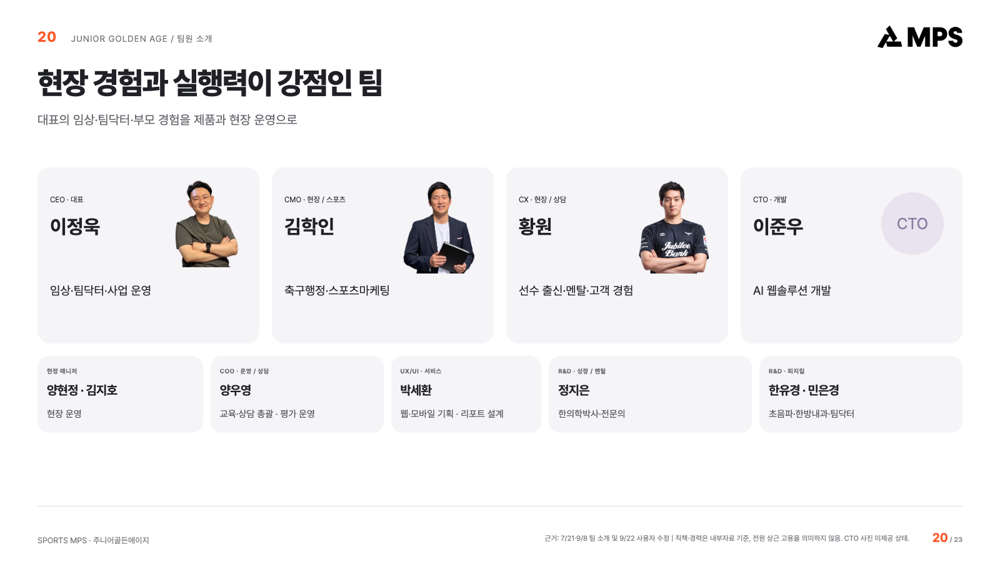 20 JUNIOR GOLDEN AGE / 팀원 소개
MPS
현장 경험과 실행력이 강점인 팀
대표의 임상·팀닥터·부모 경험을 제품과 현장 운영으로
CEO · 대표
이정욱
임상·팀닥터·사업 운영
CMO · 현장 / 스포츠
김학인
축구행정·스포츠마케팅
CX · 현장 / 상담
황원
Jubilee
Bank
선수 출신·멘탈·고객 경험
CTO · 개발
이준우
CTO
AI 웹솔루션 개발
현장 매니저
양현정 · 김지호
현장 운영
COO · 운영 / 상담
양우영
교육·상담 총괄 · 평가 운영
UX/UI · 서비스
박세환
웹·모바일 기획 · 리포트 설계
R&D · 성장 / 멘탈
정지은
한의학박사·전문의
R&D · 피지컬
한유경 · 민은경
초음파·한방내과·팀닥터
SPORTS MPS · 주니어골든에이지
근거: 7/21·9/8 팀 소개 및 9/22 사용자 수정 | 직책·경력은 내부자료 기준, 전원 상근 고용을 의미하지 않음. CTO 사진 미제공 상태.
20 / 23